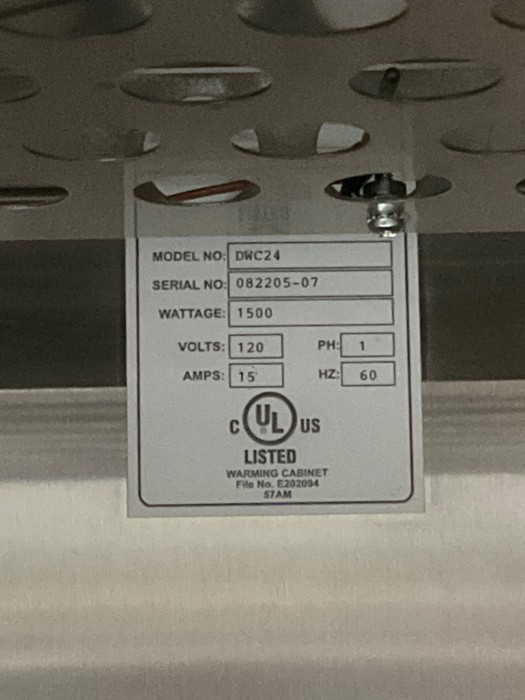 MODEL NO: DWC24
SERIAL NO: 082205-07
WATTAGE: 1500
VOLTS: 120 PH: 1
AMPS: 15 HZ: 60
C UL US
LISTED
WARMING CABINET
File No. E202094
57AM